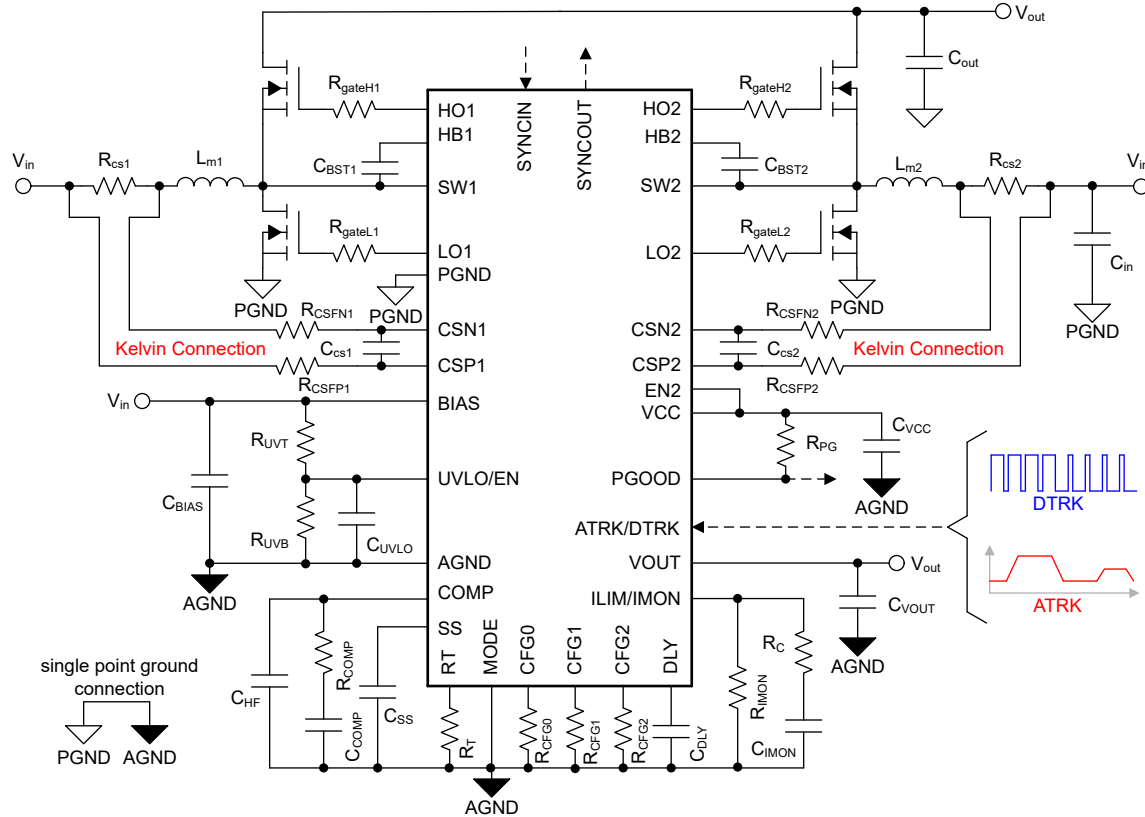 Vout
Cout
RgateH1
SYNCIN
SYNCOUT
RgateH2
HO1
HO2
HB1
HB2
Vin
Rcs1
Lm1
CBST1
CBST2
Lm2
Rcs2
Vin
SW1
SW2
RgateL1
RgateL2
LO1
LO2
Cin
PGND
PGND
PGND
PGND
PGND
RCSFN1
CSN1
CSN2
RCSFN2
Kelvin Connection
Ccs1
Ccs2
Kelvin Connection
CSP1
CSP2
RCSFP1
RCSFP2
EN2
Vin
BIAS
VCC
RUVT
RPG
CVCC
UVLO/EN
PGOOD
CBIAS
AGND
DTRK
RUVB
CUVLO
ATRK/DTRK
AGND
VOUT
Vout
AGND
COMP
ILIM/IMON
CVOUT
ATRK
SS
RT
MODE
CFG0
CFG1
CFG2
DLY
RC
AGND
single point ground
connection
CHF
RCOMP
CCOMP
CSS
RT
RCFG0
RCFG1
RCFG2
CDLY
RIMON
CIMON
PGND
AGND
AGND